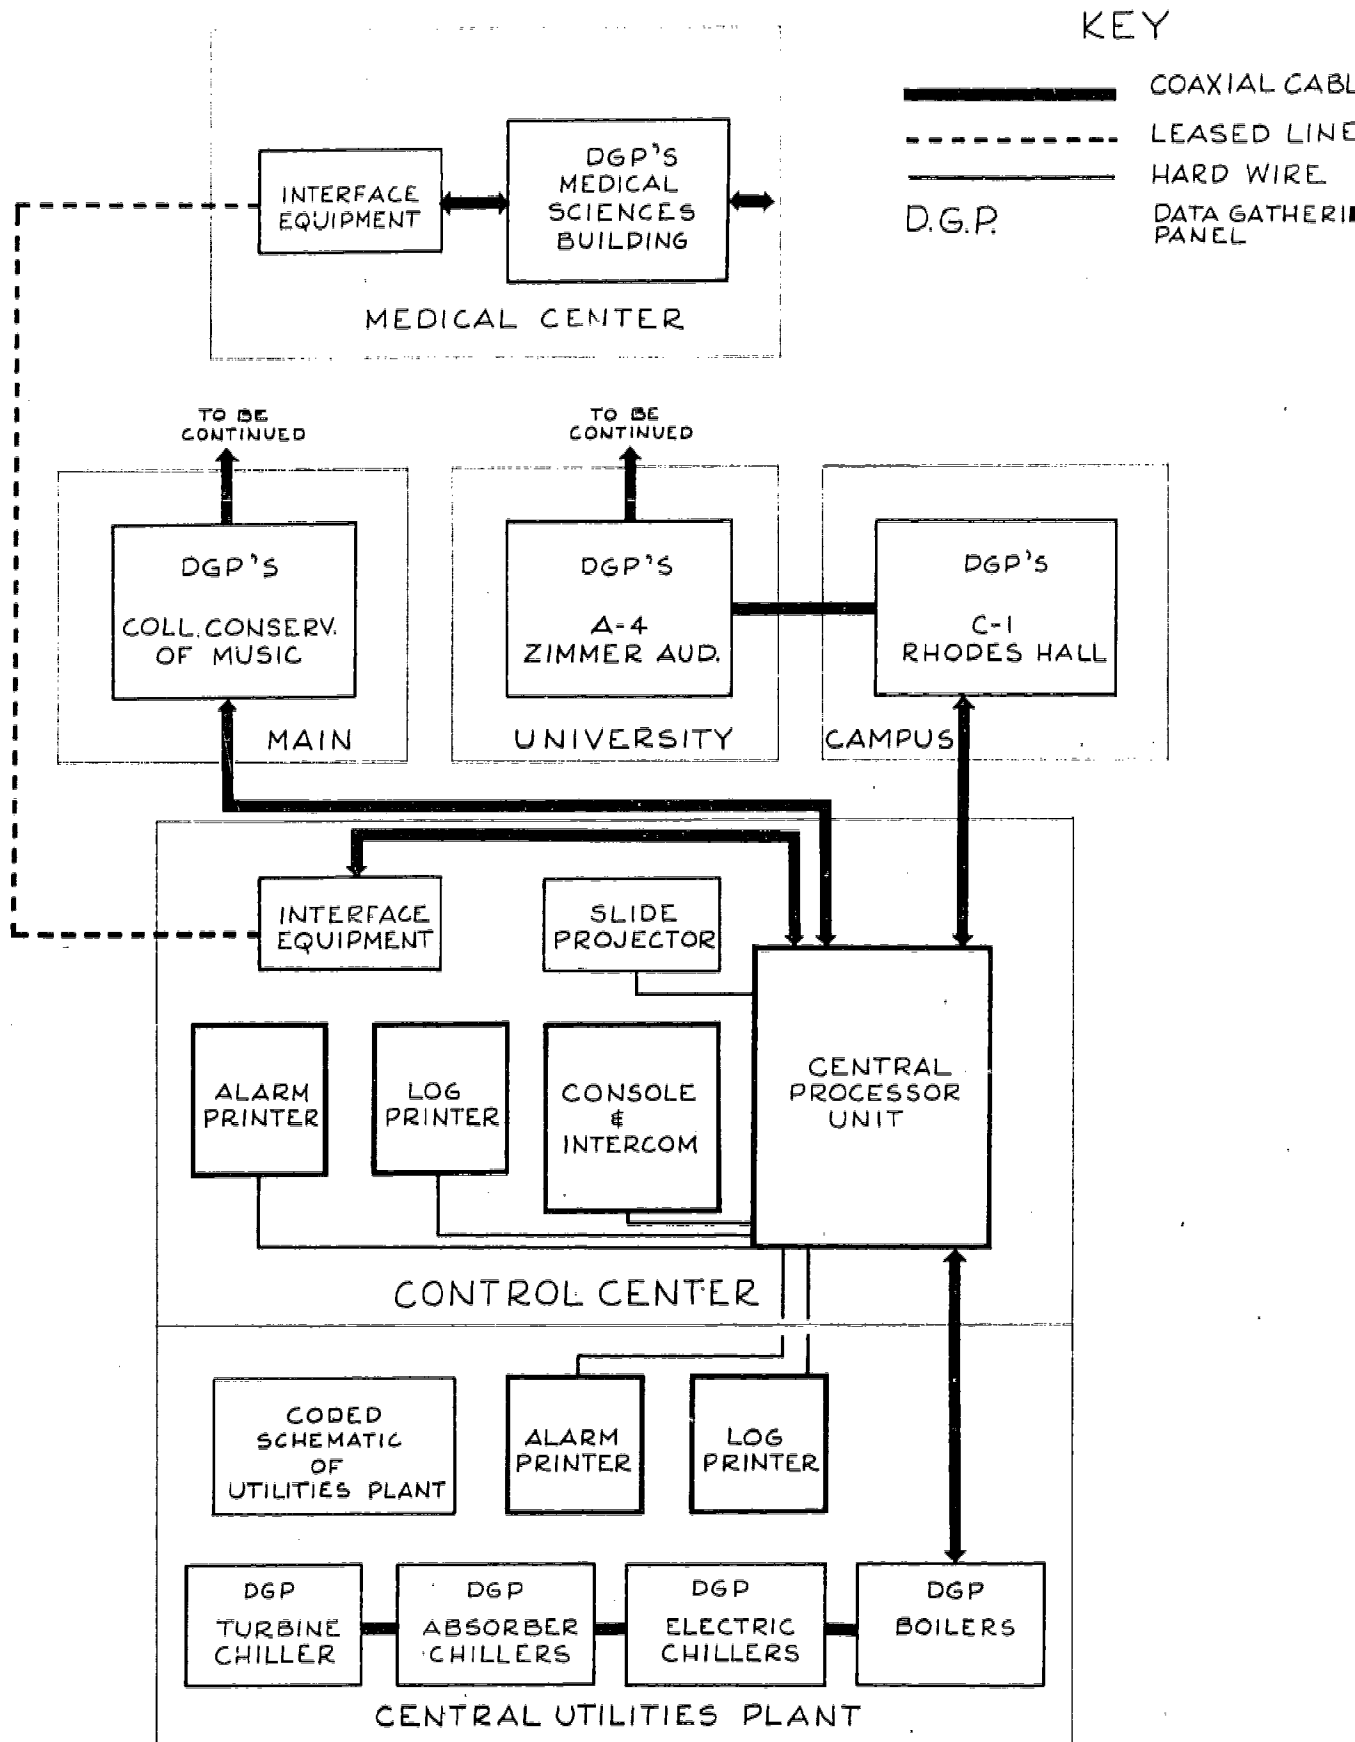 KEY
COAXIAL CABL
LEASED LINE
HARD WIRE
D.G.P.
DATA GATHERI
PANEL
INTERFACE
EQUIPMENT
DGP'S
MEDICAL
SCIENCES
BUILDING
MEDICAL CENTER
TO BE
CONTINUED
TO BE
CONTINUED
DGP'S
COLL. CONSERV.
OF MUSIC
MAIN
DGP'S
A-4
ZIMMER AUD.
UNIVERSITY
DGP'S
C-1
RHODES HALL
CAMPUS
INTERFACE
EQUIPMENT
SLIDE
PROJECTOR
ALARM
PRINTER
LOG
PRINTER
CONSOLE
&
INTERCOM
CENTRAL
PROCESSOR
UNIT
CONTROL CENTER
CODED
SCHEMATIC
OF
UTILITIES PLANT
ALARM
PRINTER
LOG
PRINTER
DGP
TURBINE
CHILLER
DGP
ABSORBER
CHILLERS
DGP
ELECTRIC
CHILLERS
DGP
BOILERS
CENTRAL UTILITIES PLANT